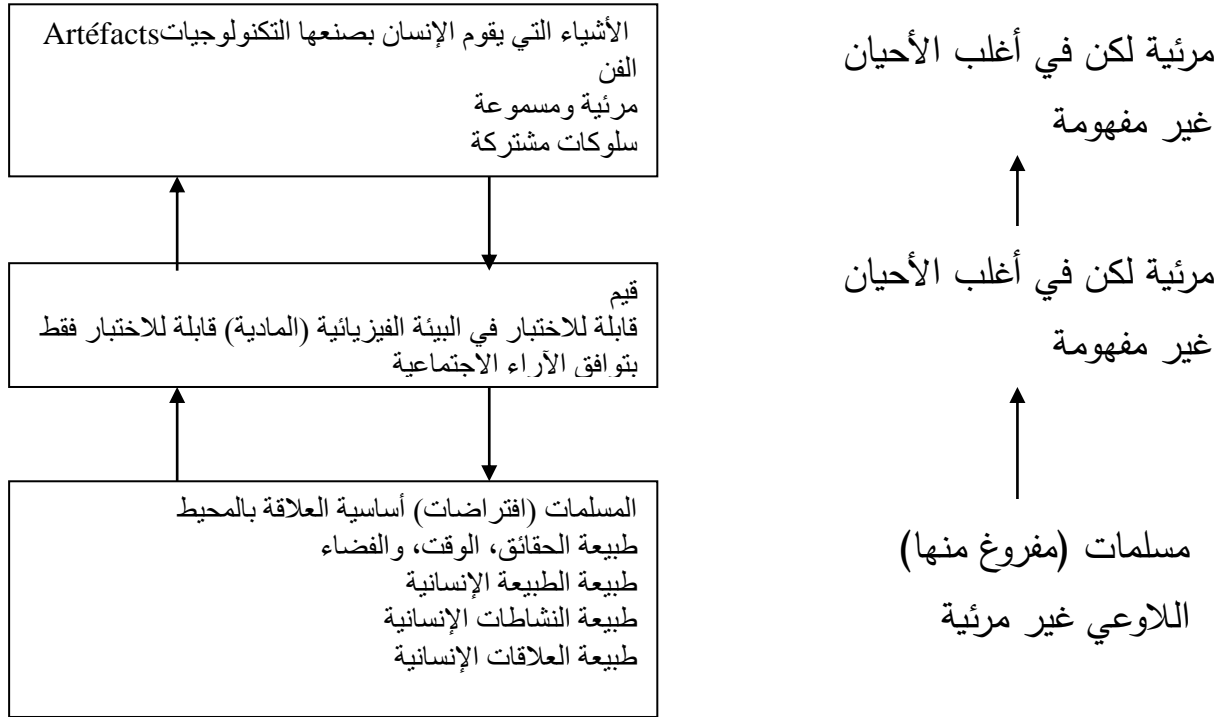 الأشياء التي يقوم الإنسان بصنعها التكنولوجياتArtéfacts
الفن
مرئية ومسموعة
سلوكات مشتركة
مرئية لكن في أغلب الأحيان
غير مفهومة
قيم
قابلة للاختبار في البيئة الفيزيائية (المادية) قابلة للاختبار فقط
بتوافق الآراء الاجتماعية
مرئية لكن في أغلب الأحيان
غير مفهومة
المسلمات (افتراضات) أساسية العلاقة بالمحيط
طبيعة الحقائق، الوقت، والفضاء
طبيعة الطبيعة الإنسانية
طبيعة النشاطات الإنسانية
طبيعة العلاقات الإنسانية
مسلمات (مفروغ منها)
اللاوعي غير مرئية